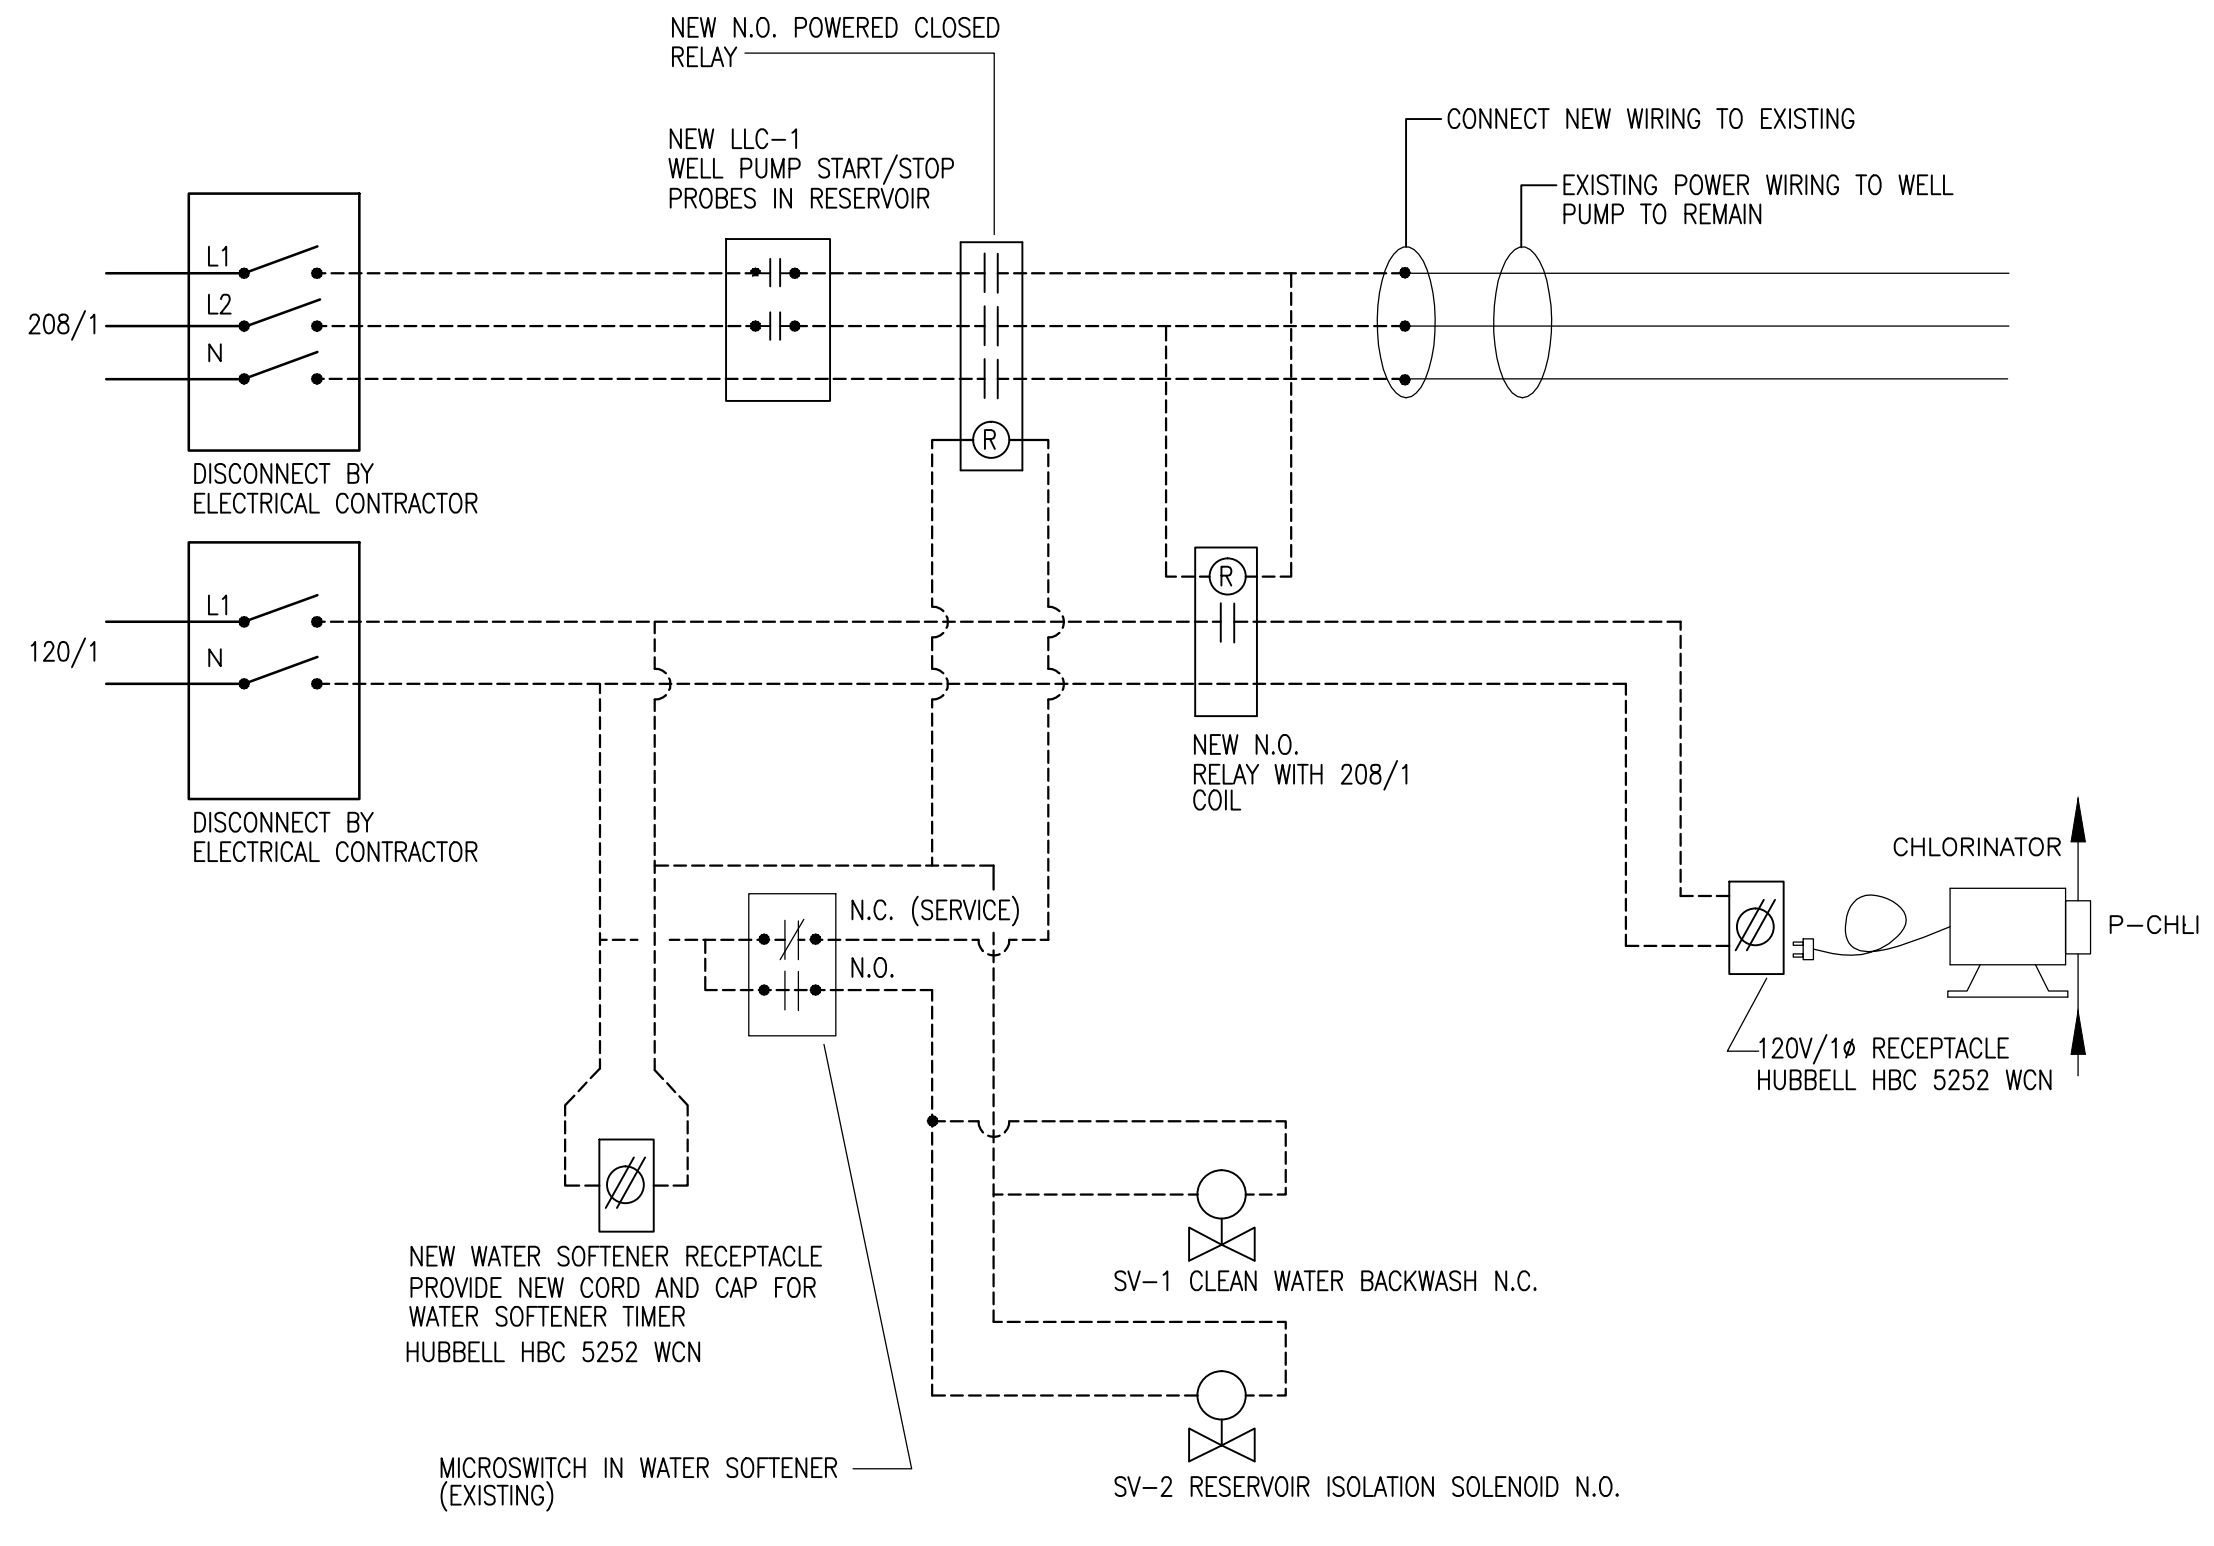 NEW N.O. POWERED CLOSED
RELAY
NEW LLC-1
WELL PUMP START/STOP
PROBES IN RESERVOIR
CONNECT NEW WIRING TO EXISTING
EXISTING POWER WIRING TO WELL
PUMP TO REMAIN
L1
L2
208/1
N
R
DISCONNECT BY
ELECTRICAL CONTRACTOR
R
L1
120/1
N
NEW N.O.
RELAY WITH 208/1
COIL
DISCONNECT BY
ELECTRICAL CONTRACTOR
CHLORINATOR
N.C. (SERVICE)
P-CHLI
N.O.
120V/1ø RECEPTACLE
HUBBELL HBC 5252 WCN
NEW WATER SOFTENER RECEPTACLE
PROVIDE NEW CORD AND CAP FOR
WATER SOFTENER TIMER
HUBBELL HBC 5252 WCN
SV-1 CLEAN WATER BACKWASH N.C.
MICROSWITCH IN WATER SOFTENER
(EXISTING)
SV-2 RESERVOIR ISOLATION SOLENOID N.O.